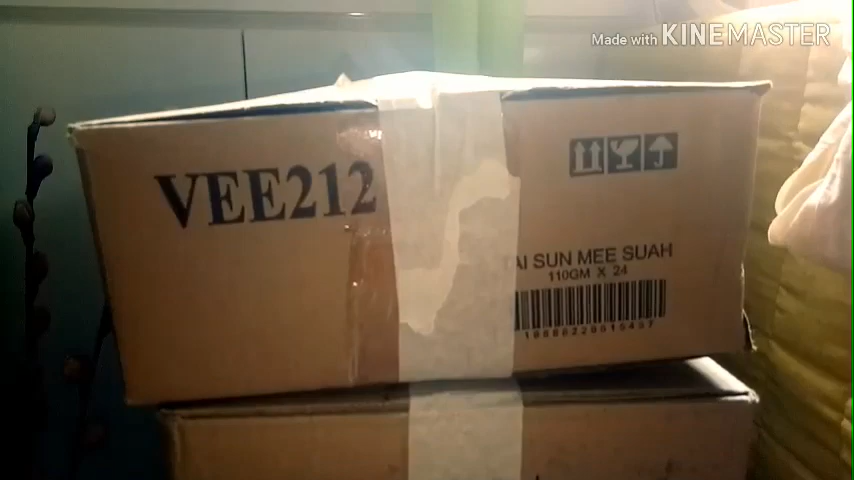 Made with KINEMASTER
VEE212
AI SUN MEE SUAH
110GM X 24